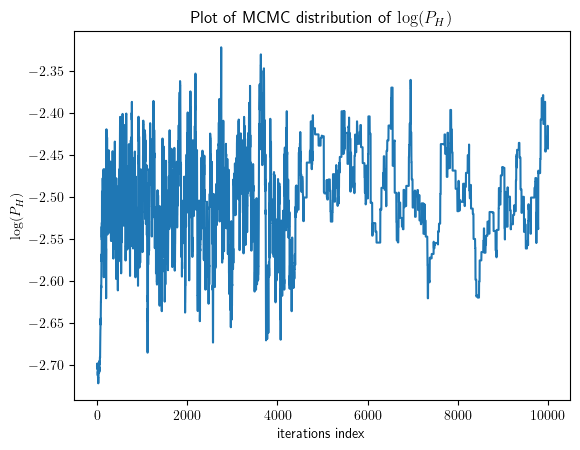 Plot of MCMC distribution of log(P_H)
log(P_H)
−2.35
−2.40
−2.45
−2.50
−2.55
−2.60
−2.65
−2.70
0 2000 4000 6000 8000 10000
iterations index